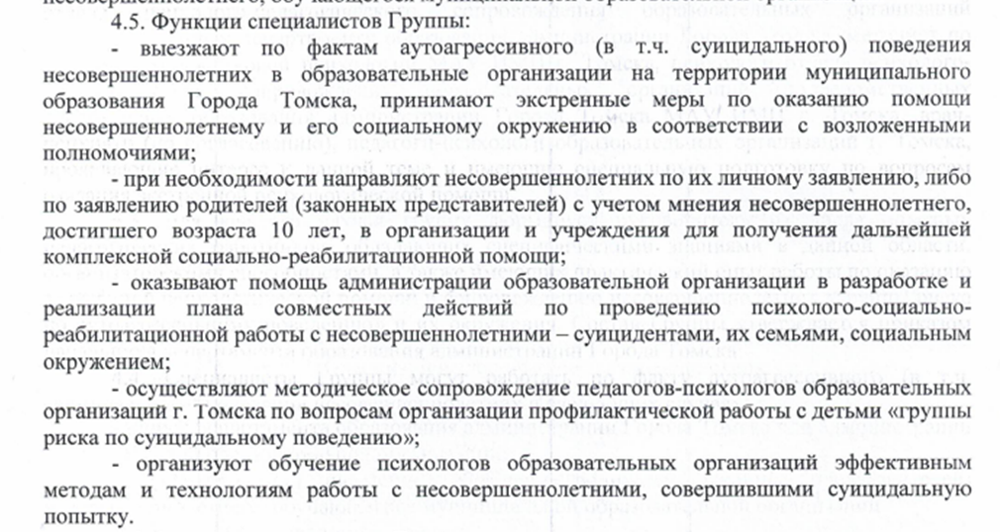 4.5. Функции специалистов Группы:
- выезжают по фактам аутоагрессивного (в т.ч. суицидального) поведения
несовершеннолетних в образовательные организации на территории муниципального
образования Города Томска, принимают экстренные меры по оказанию помощи
несовершеннолетнему и его социальному окружению в соответствии с возложенными
полномочиями;
- при необходимости направляют несовершеннолетних по их личному заявлению, либо
по заявлению родителей (законных представителей) с учетом мнения несовершеннолетнего,
достигшего возраста 10 лет, в организации и учреждения для получения дальнейшей
комплексной социально-реабилитационной помощи;
- оказывают помощь администрации образовательной организации в разработке и
реализации плана совместных действий по проведению психолого-социально-
реабилитационной работы с несовершеннолетними – суицидентами, их семьями, социальным
окружением;
- осуществляют методическое сопровождение педагогов-психологов образовательных
организаций г. Томска по вопросам организации профилактической работы с детьми «группы
риска по суицидальному поведению»;
- организуют обучение психологов образовательных организаций эффективным
методам и технологиям работы с несовершеннолетними, совершившими суицидальную
попытку.